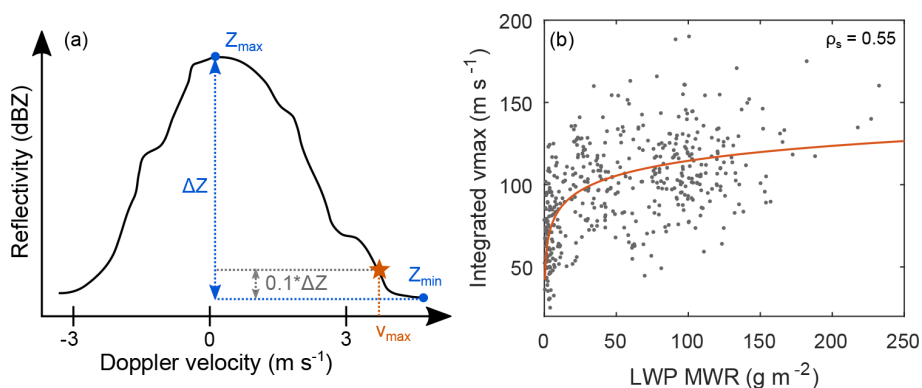 (a)
Z_max
Reflectivity (dBZ)
ΔZ
0.1*ΔZ
Z_min
v_max
-3
0
3
Doppler velocity (m s⁻¹)
(b)
ρ_s = 0.55
Integrated vmax (m s⁻¹)
200
150
100
50
0
50
100
150
200
250
LWP MWR (g m⁻²)